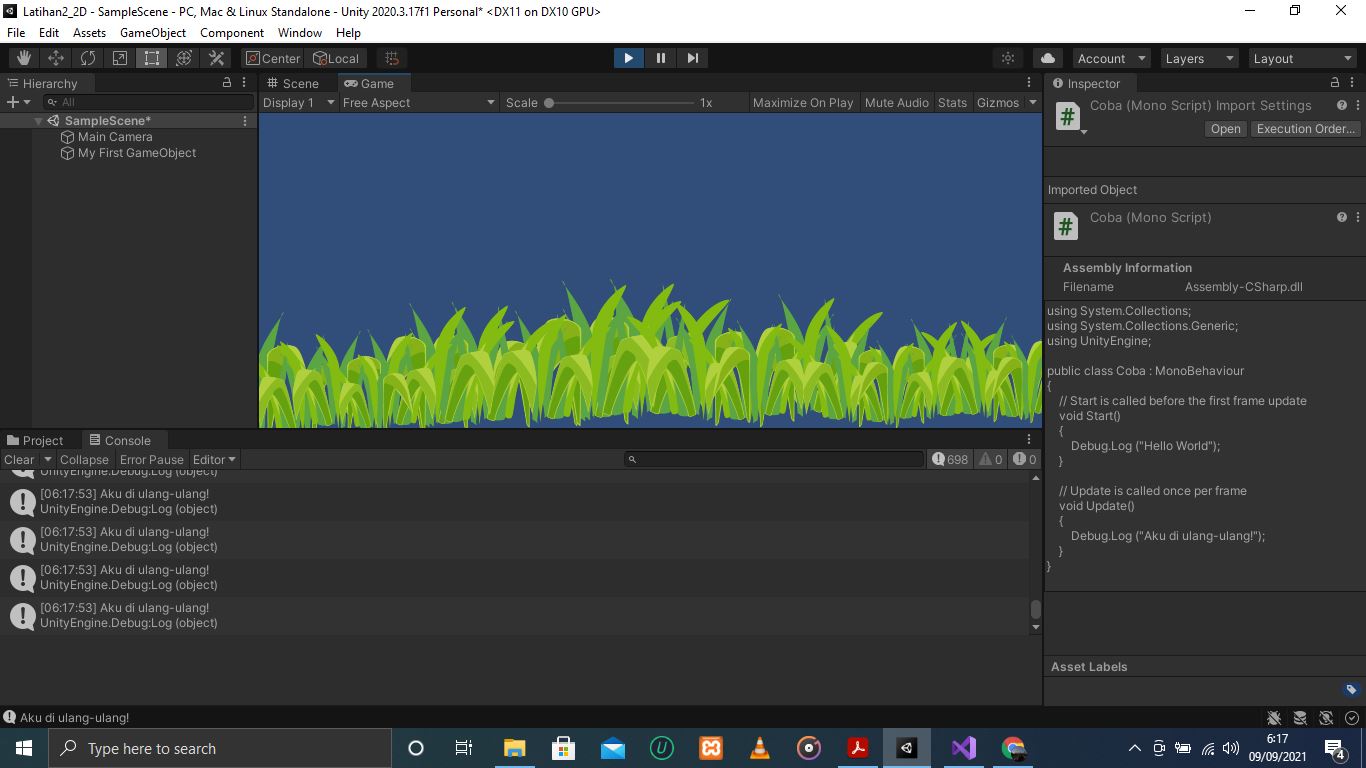 Latihan2_2D - SampleScene - PC, Mac & Linux Standalone - Unity 2020.3.17f1 Personal* <DX11 on DX10 GPU>
File Edit Assets GameObject Component Window Help
Center Local Account Layers Layout
Hierarchy
All
SampleScene*
Main Camera
My First GameObject
Scene Game
Display 1 Free Aspect Scale 1x Maximize On Play Mute Audio Stats Gizmos
Project Console
Clear Collapse Error Pause Editor 698 0 0
UnityEngine.Debug:Log (object)
[06:17:53] Aku di ulang-ulang!
UnityEngine.Debug:Log (object)
[06:17:53] Aku di ulang-ulang!
UnityEngine.Debug:Log (object)
[06:17:53] Aku di ulang-ulang!
UnityEngine.Debug:Log (object)
[06:17:53] Aku di ulang-ulang!
UnityEngine.Debug:Log (object)
Inspector
Coba (Mono Script) Import Settings
Open Execution Order...
Imported Object
Coba (Mono Script)
Assembly Information
Filename Assembly-CSharp.dll
using System.Collections;
using System.Collections.Generic;
using UnityEngine;
public class Coba : MonoBehaviour
{
// Start is called before the first frame update
void Start()
{
Debug.Log ("Hello World");
}
// Update is called once per frame
void Update()
{
Debug.Log ("Aku di ulang-ulang!");
}
}
Asset Labels
Aku di ulang-ulang!
Type here to search
6:17
09/09/2021
4